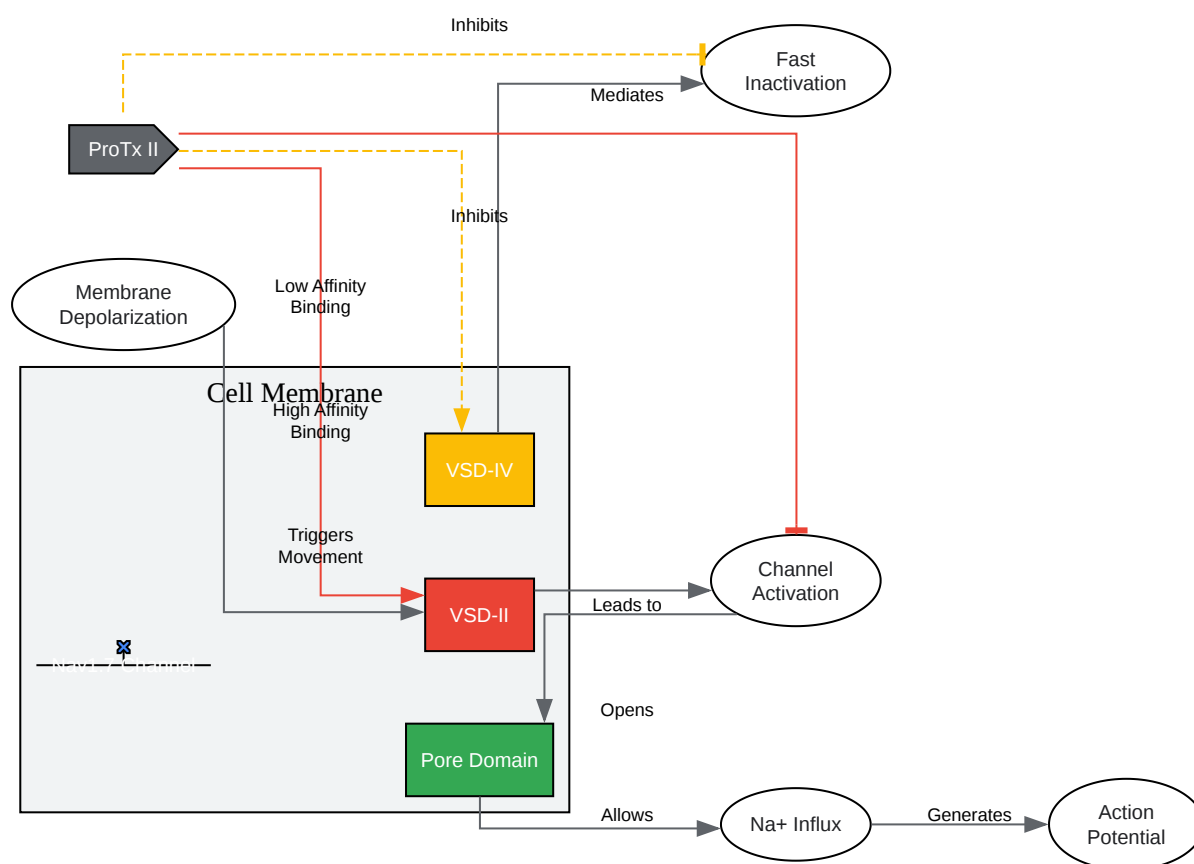 Inhibits
Fast
Inactivation
Mediates
ProTx II
Inhibits
Low Affinity
Binding
Membrane
Depolarization
Cell Membrane
High Affinity
Binding
VSD-IV
Triggers
Movement
Channel
Activation
VSD-II
Leads to
Opens
Pore Domain
Allows
Na+ Influx
Generates
Action
Potential